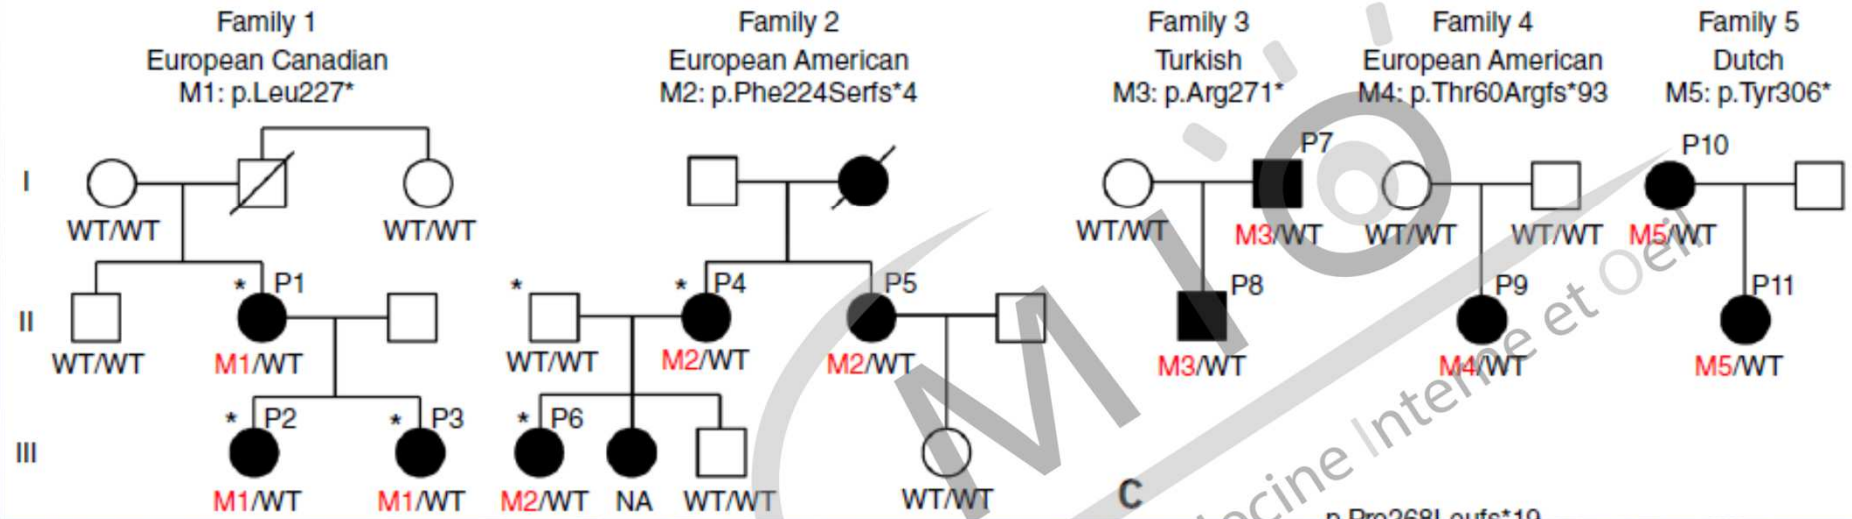 Family 1 Family 2 Family 3 Family 4 Family 5
European Canadian European American Turkish European American Dutch
M1: p.Leu227* M2: p.Phe224Serfs*4 M3: p.Arg271* M4: p.Thr60Argfs*93 M5: p.Tyr306*
P7 P10
I
WT/WT WT/WT WT/WT M3/WT WT/WT WT/WT M5/WT
* P1 * * P4 P5 P8 P9 P11
II
WT/WT M1/WT WT/WT M2/WT M2/WT M3/WT M4/WT M5/WT
* P2 * P3 * P6
III
M1/WT M1/WT M2/WT NA WT/WT WT/WT C
p.Pro268Leufs*19
M'O
ecine Interne et Oeil